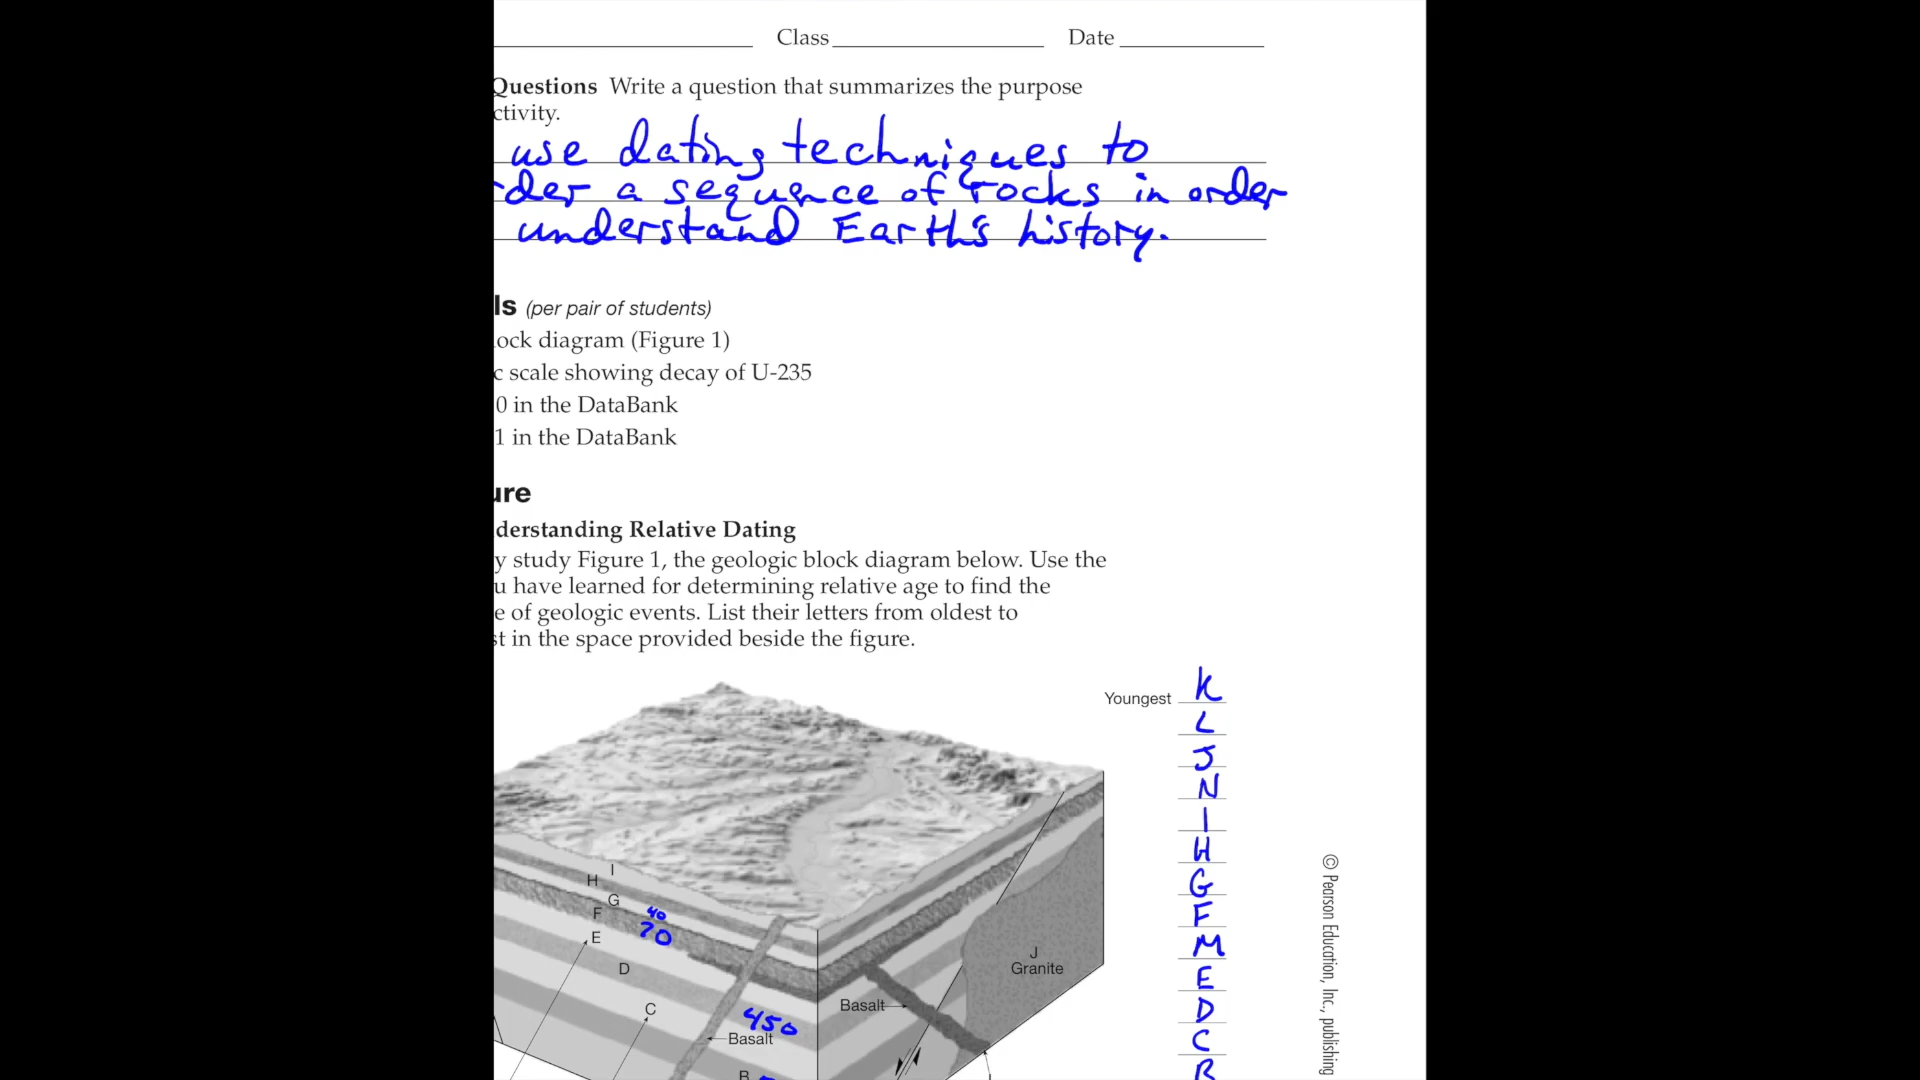 Class Date
Questions Write a question that summarizes the purpose
ctivity.
use dating techniques to
rder a sequence of rocks in order
understand Earth's history.
ls (per pair of students)
lock diagram (Figure 1)
c scale showing decay of U-235
0 in the DataBank
1 in the DataBank
ure
derstanding Relative Dating
y study Figure 1, the geologic block diagram below. Use the
u have learned for determining relative age to find the
e of geologic events. List their letters from oldest to
st in the space provided beside the figure.
Youngest K
L
J
N
I
H
G
F
M
E
D
C
B
I
H
G
F
40
70
E
D
C
450
Basalt
B
J
Granite
Basalt
© Pearson Education, Inc., publishing